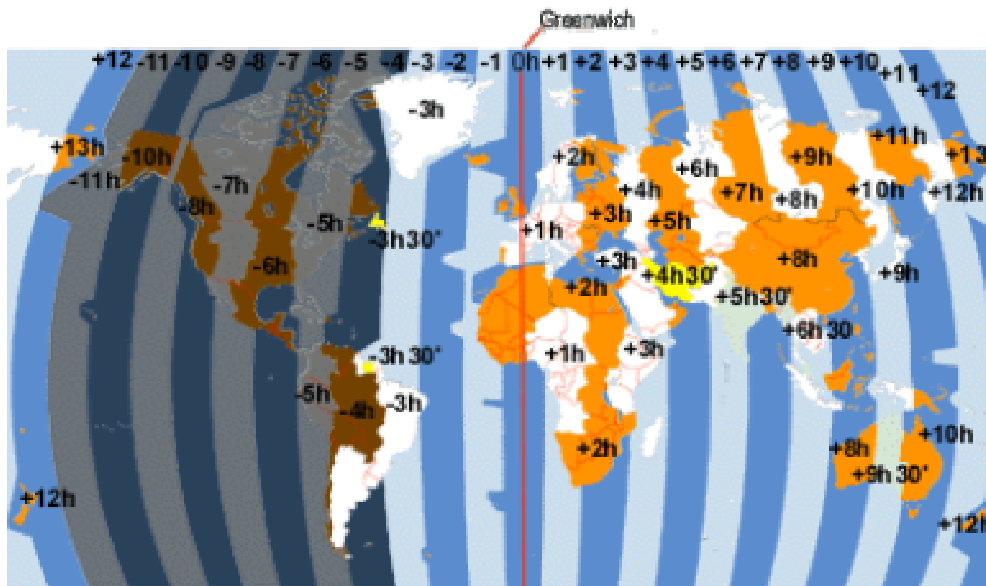 Greenwich
+12 -11 -10 -9 -8 -7 -6 -5 -4 -3 -2 -1 0h +1 +2 +3 +4 +5 +6 +7 +8 +9 +10 +11 +12
-3h
+13h -10h +2h +9h +11h +13
-11h -7h +4h +6h +7h +8h +10h +12h
-8h -5h +3h +5h
-3h 30' +1h
-6h +3h +4h 30' +8h +9h
+2h +5h 30'
+6h 30
-3h 30' +1h +3h
-5h -4h -3h
+2h +8h +10h
+9h 30'
+12h +12h